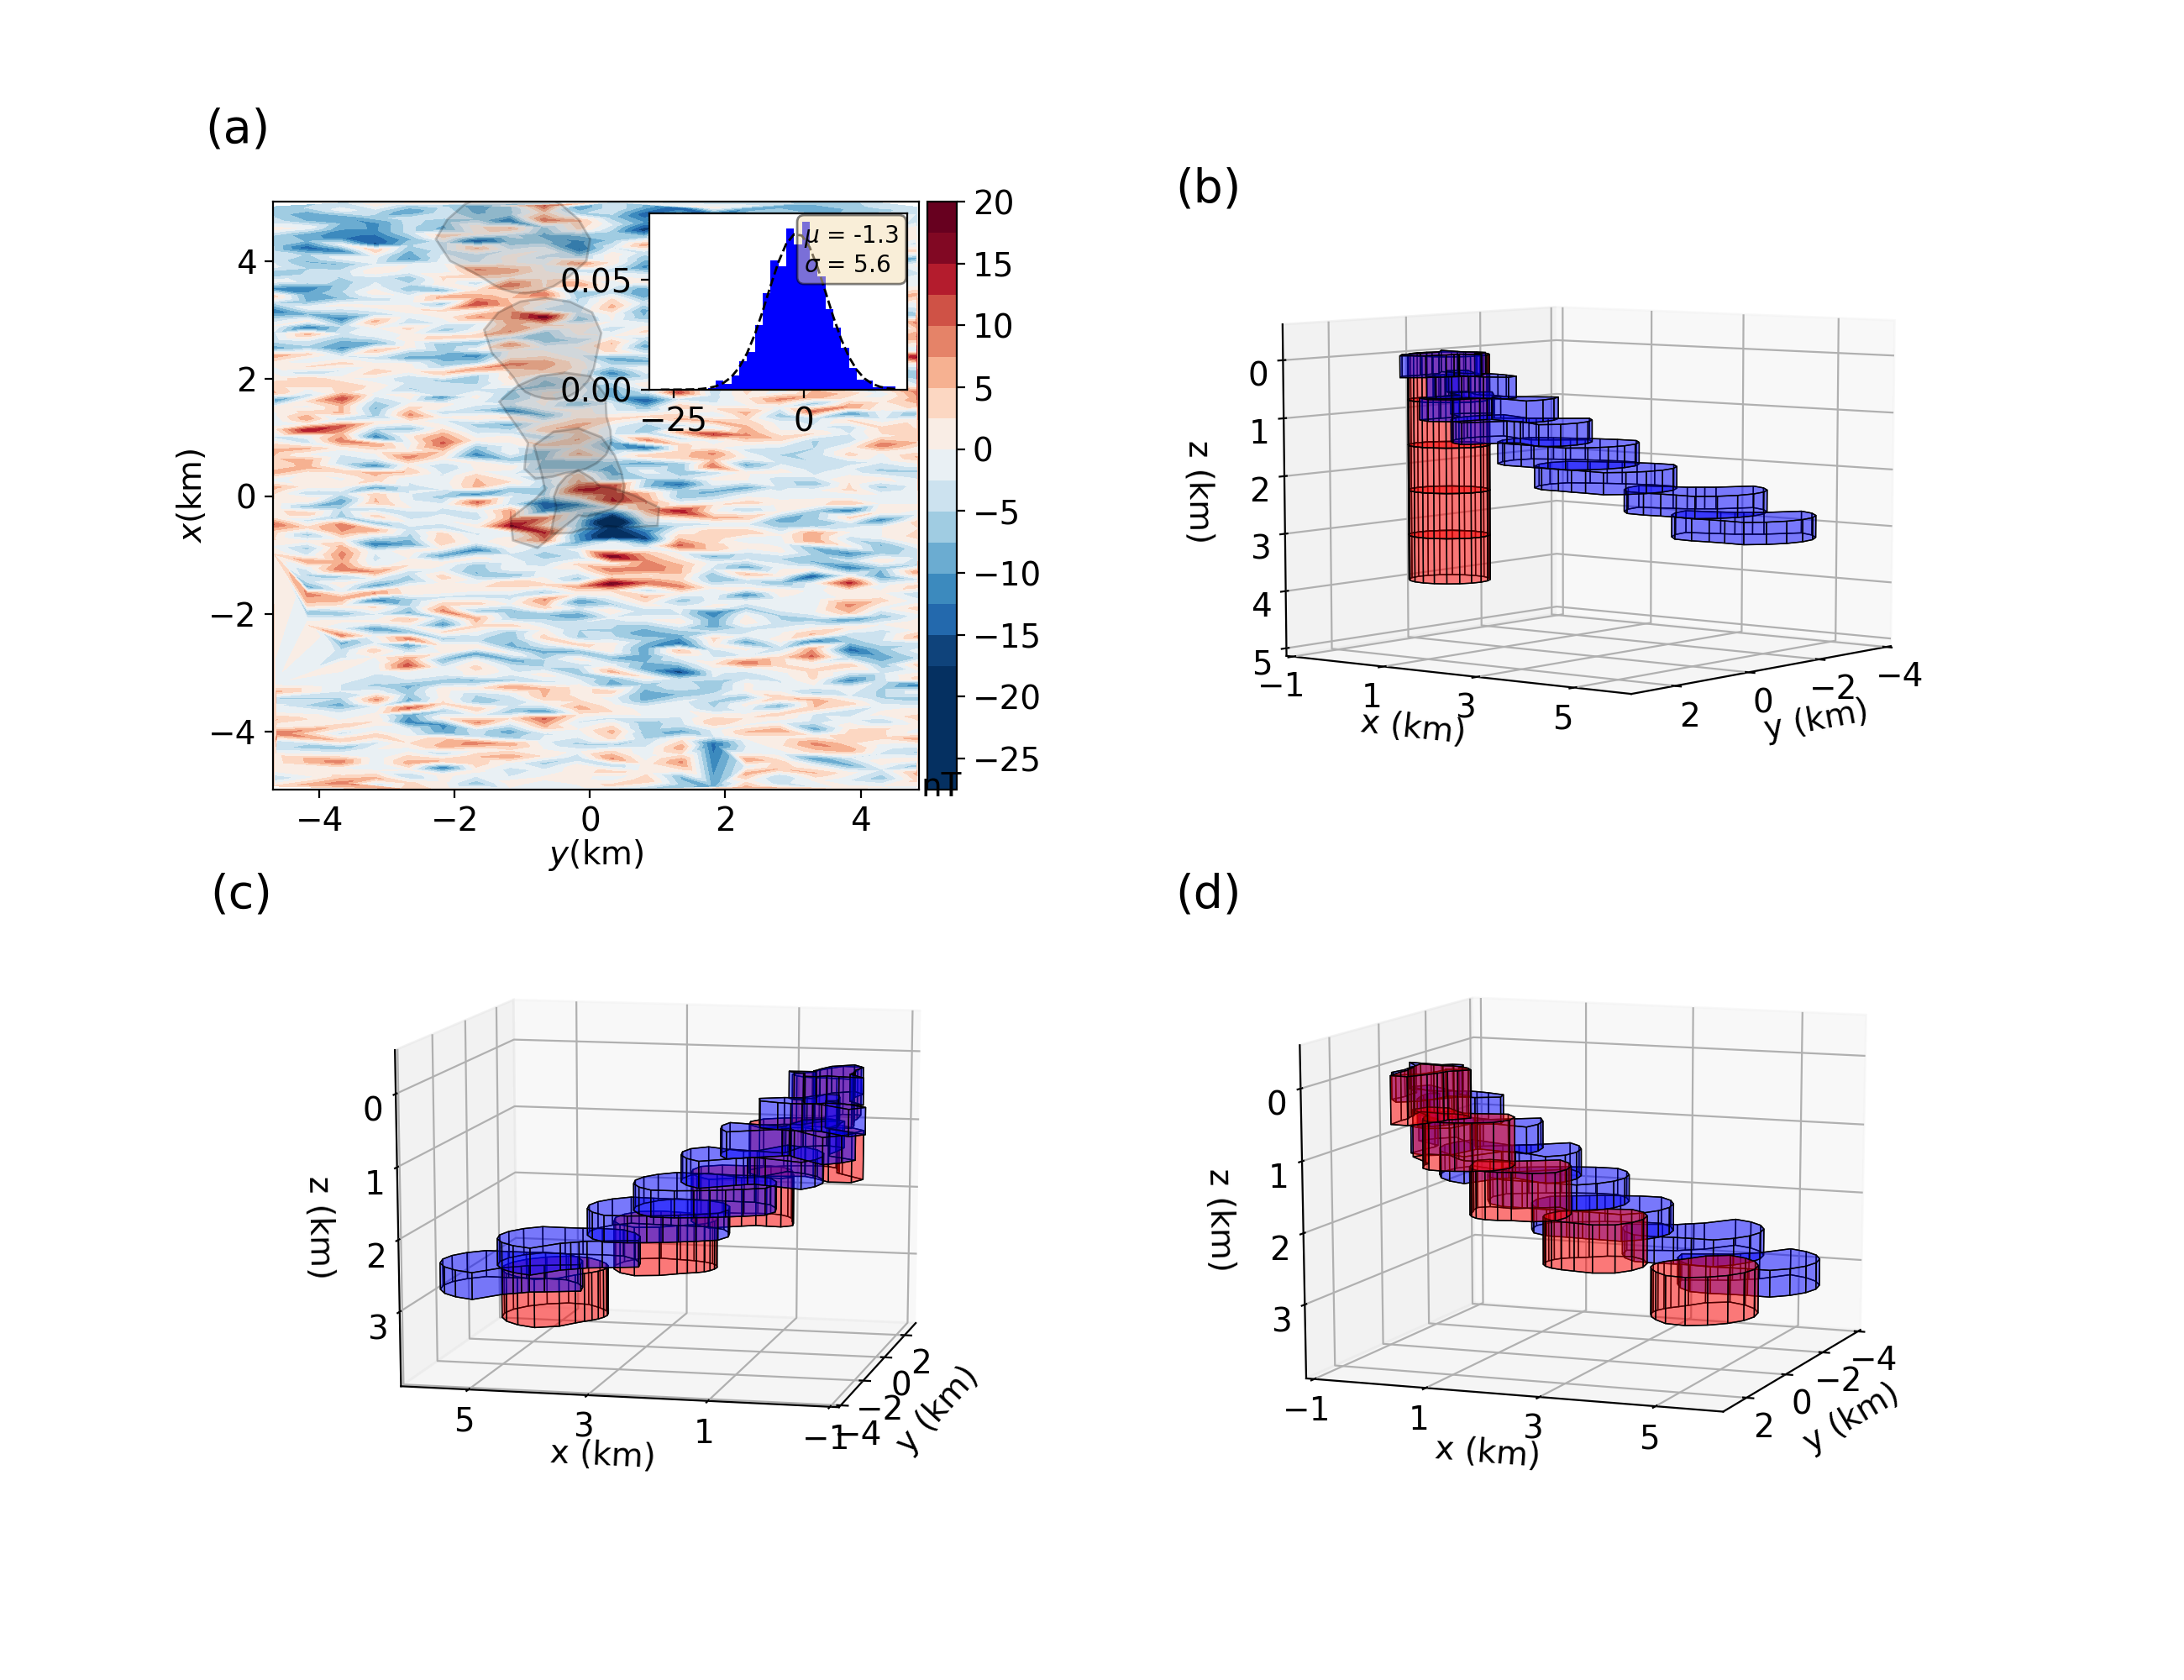 (a)
4
2
0
−2
−4
x(km)
−4 −2 0 2 4
y(km)
0.05
0.00
−25 0
μ = -1.3
σ = 5.6
20
15
10
5
0
−5
−10
−15
−20
−25
nT
(b)
0
1
2
3
4
5
z (km)
−1 1 3 5
x (km)
2 0 −2 −4
y (km)
(c)
0
1
2
3
z (km)
5 3 1 −1
x (km)
−4 −2 0 2
y (km)
(d)
0
1
2
3
z (km)
−1 1 3 5
x (km)
2 0 −2 −4
y (km)